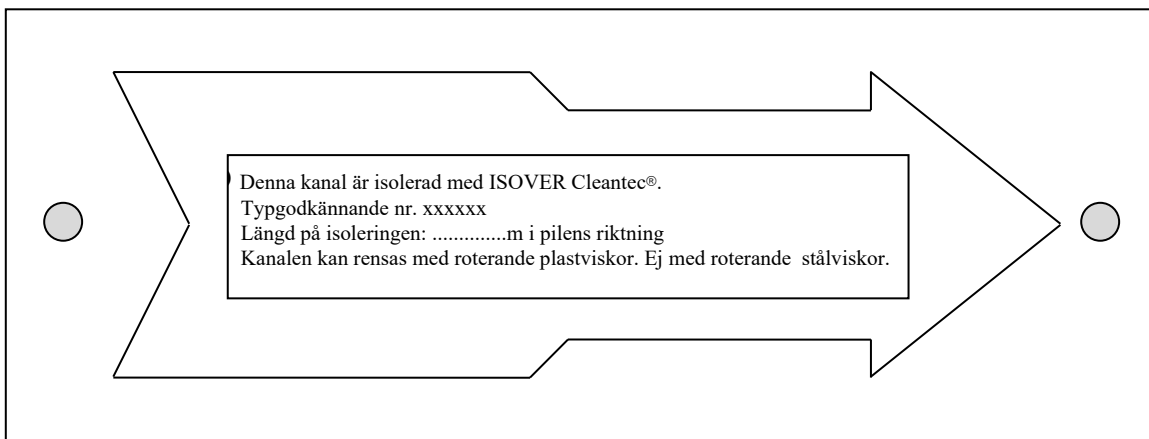 Denna kanal är isolerad med ISOVER Cleantec®.
Typgodkännande nr. xxxxxx
Längd på isoleringen: ..............m i pilens riktning
Kanalen kan rensas med roterande plastviskor. Ej med roterande  stålviskor.